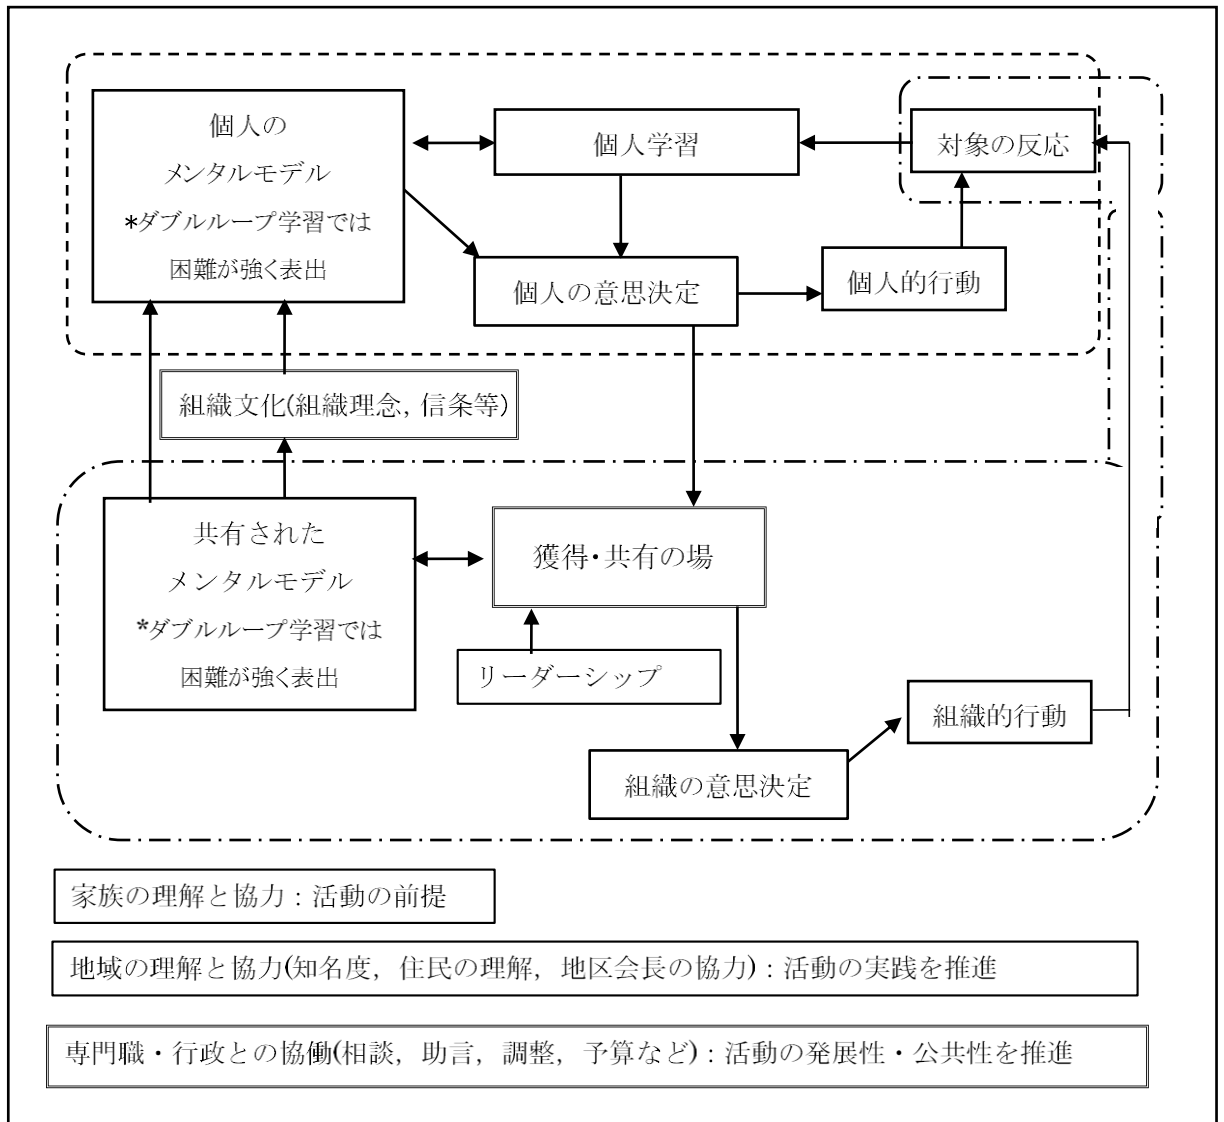 個人の
メンタルモデル
*ダブルループ学習では
困難が強く表出
個人学習
対象の反応
個人の意思決定
個人的行動
組織文化(組織理念, 信条等)
共有された
メンタルモデル
*ダブルループ学習では
困難が強く表出
獲得・共有の場
リーダーシップ
組織的行動
組織の意思決定
家族の理解と協力：活動の前提
地域の理解と協力(知名度, 住民の理解, 地区会長の協力)：活動の実践を推進
専門職・行政との協働(相談, 助言, 調整, 予算など)：活動の発展性・公共性を推進